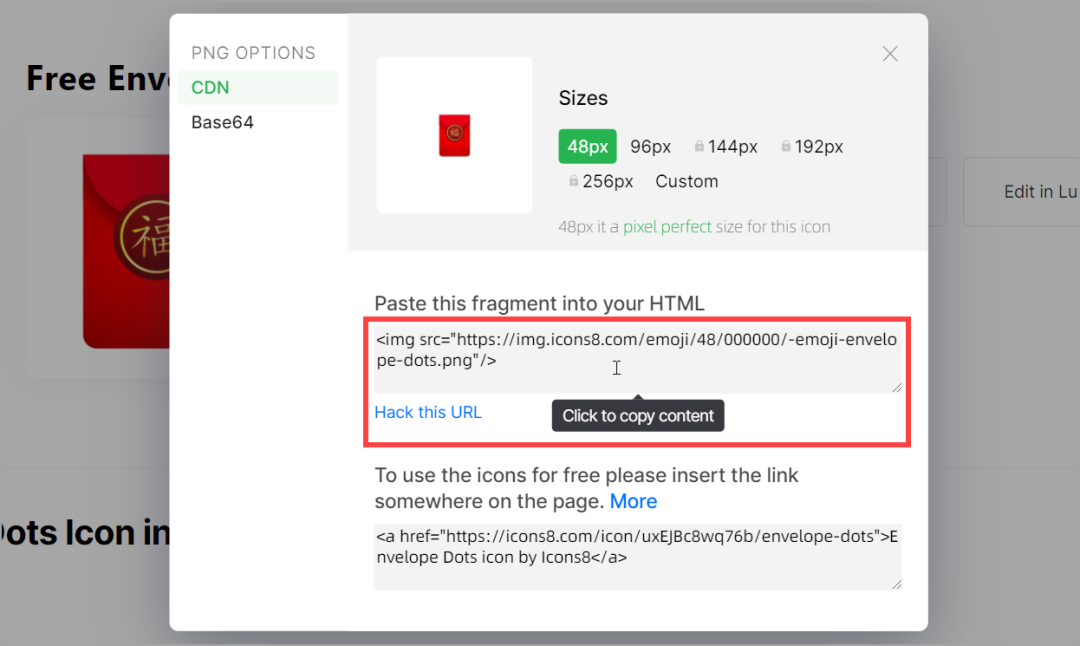 PNG OPTIONS
CDN
Base64
Free Enve
福
福
Sizes
48px 96px 144px 192px
256px Custom
48px it a pixel perfect size for this icon
Edit in Lu
Paste this fragment into your HTML
<img src="https://img.icons8.com/emoji/48/000000/-emoji-envelo
pe-dots.png"/>
Hack this URL
Click to copy content
To use the icons for free please insert the link
somewhere on the page. More
<a href="https://icons8.com/icon/uxEJBc8wq76b/envelope-dots">E
nvelope Dots icon by Icons8</a>
Dots Icon in